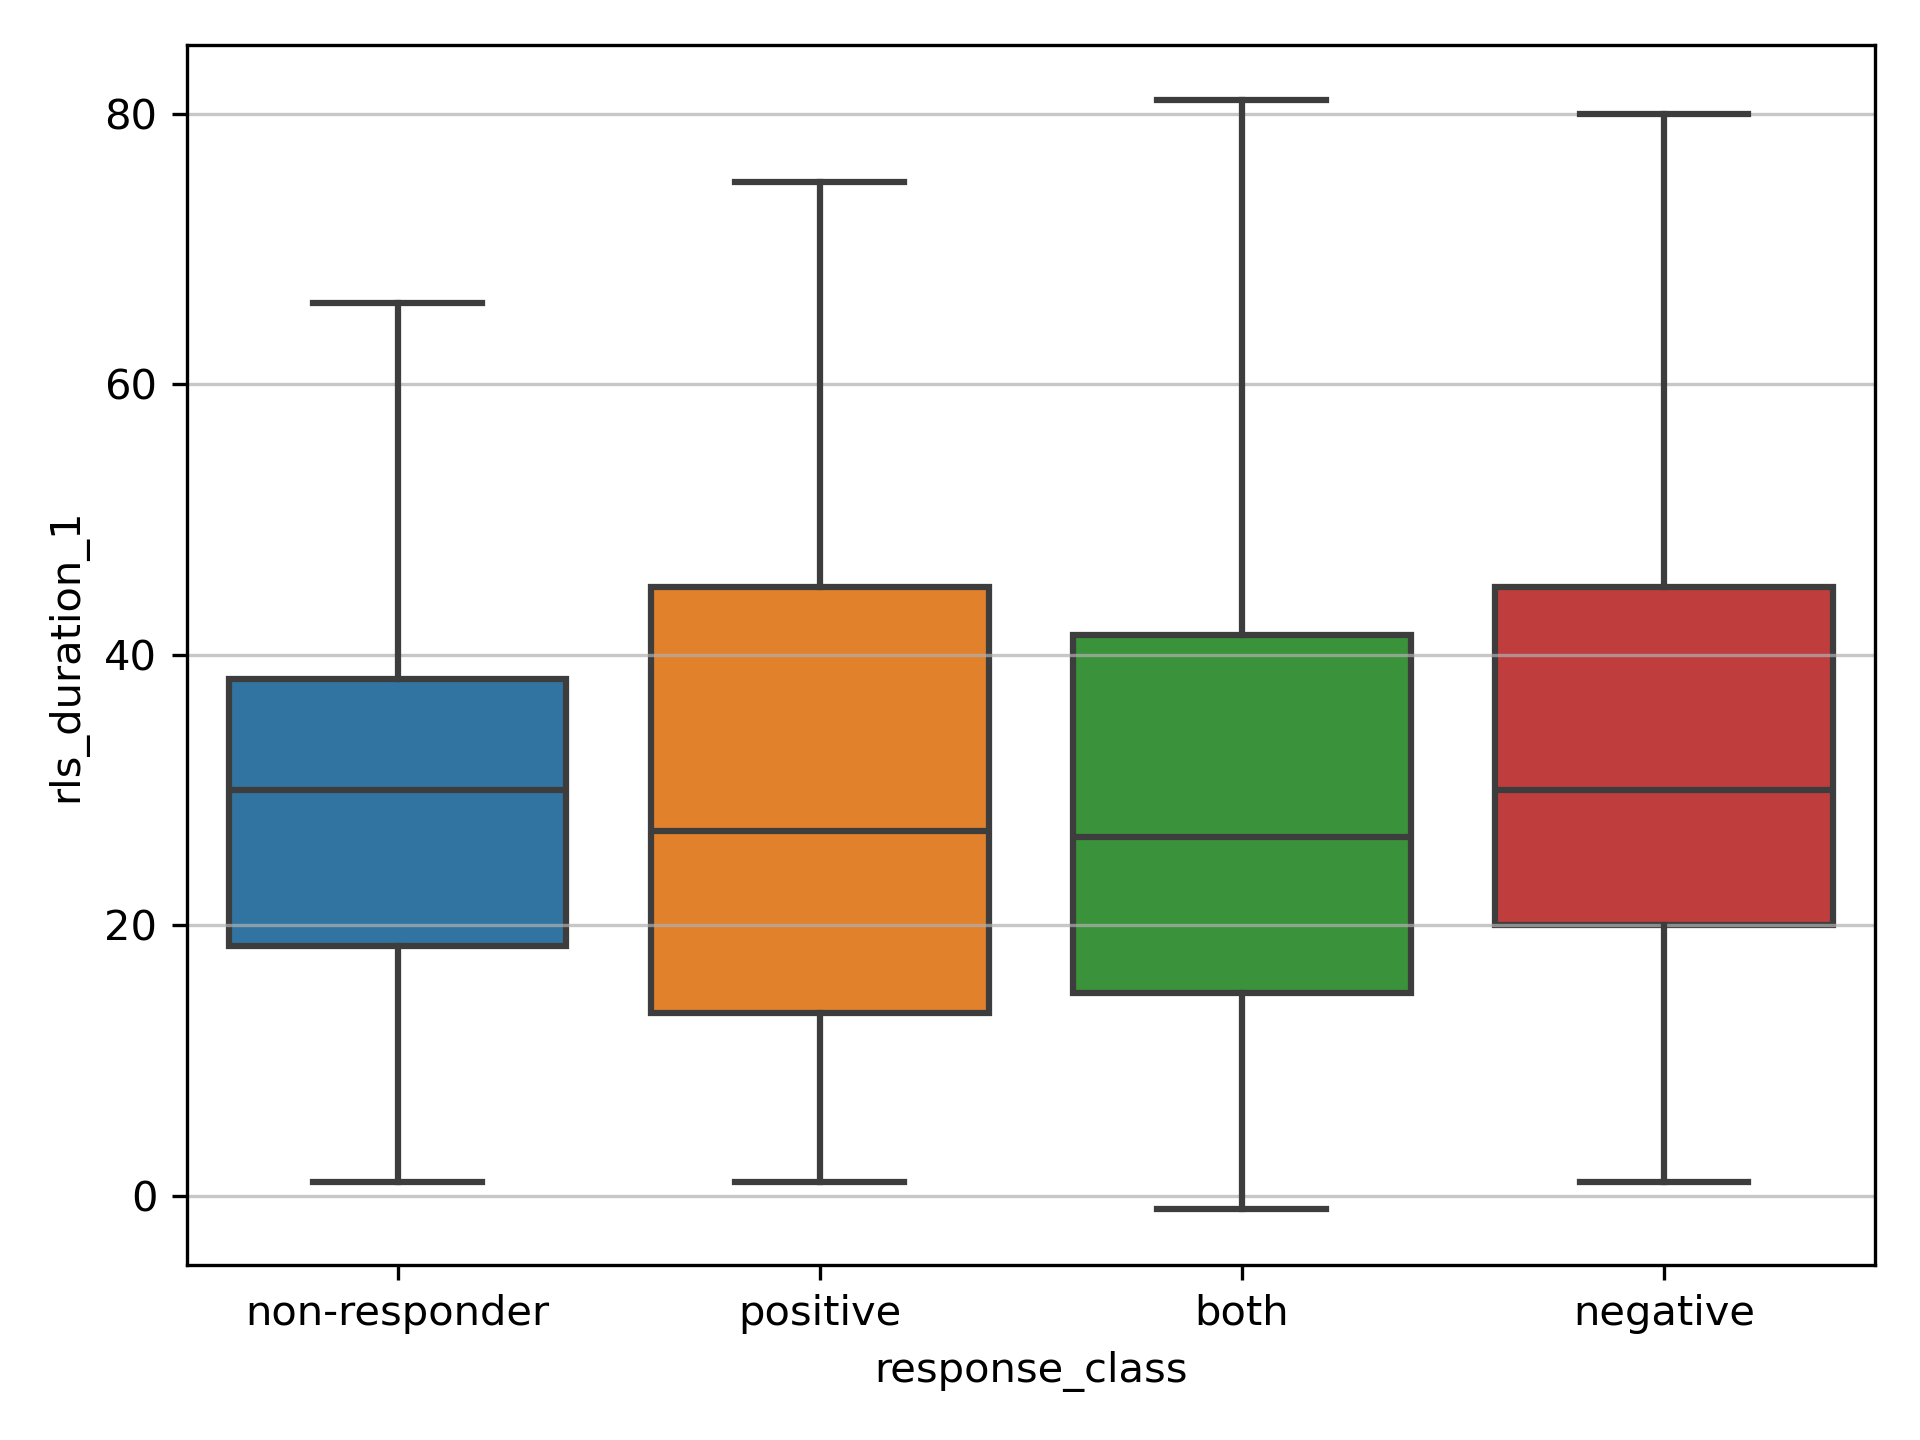 80
60
40
20
0
rls_duration_1
non-responder positive both negative
response_class